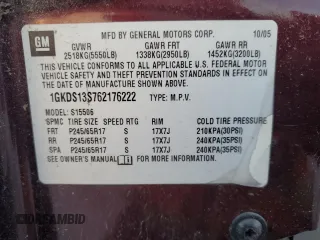 GM
MFD BY GENERAL MOTORS CORP. 10/05
GVWR GAWR FRT GAWR RR
2518KG(5550LB) 1338KG(2950LB) 1452KG(3200LB)
THIS VEHICLE CONFORMS TO ALL APPLICABLE U.S. FEDERAL MOTOR
VEHICLE SAFETY AND THEFT PREVENTION STANDARDS IN EFFECT ON
THE DATE OF MANUFACTURE SHOWN ABOVE.
1GKDS13S762176222 TYPE: M.P.V.
MODEL: S15506
SPMC TIRE SIZE SPEED RTG RIM COLD TIRE PRESSURE
FRT P245/65R17 S 17X7J 210KPA(30PSI)
RR P245/65R17 S 17X7J 240KPA(35PSI)
SPA P245/65R17 S 17X7J 240KPA(35PSI)
SEE OWNER'S MANUAL